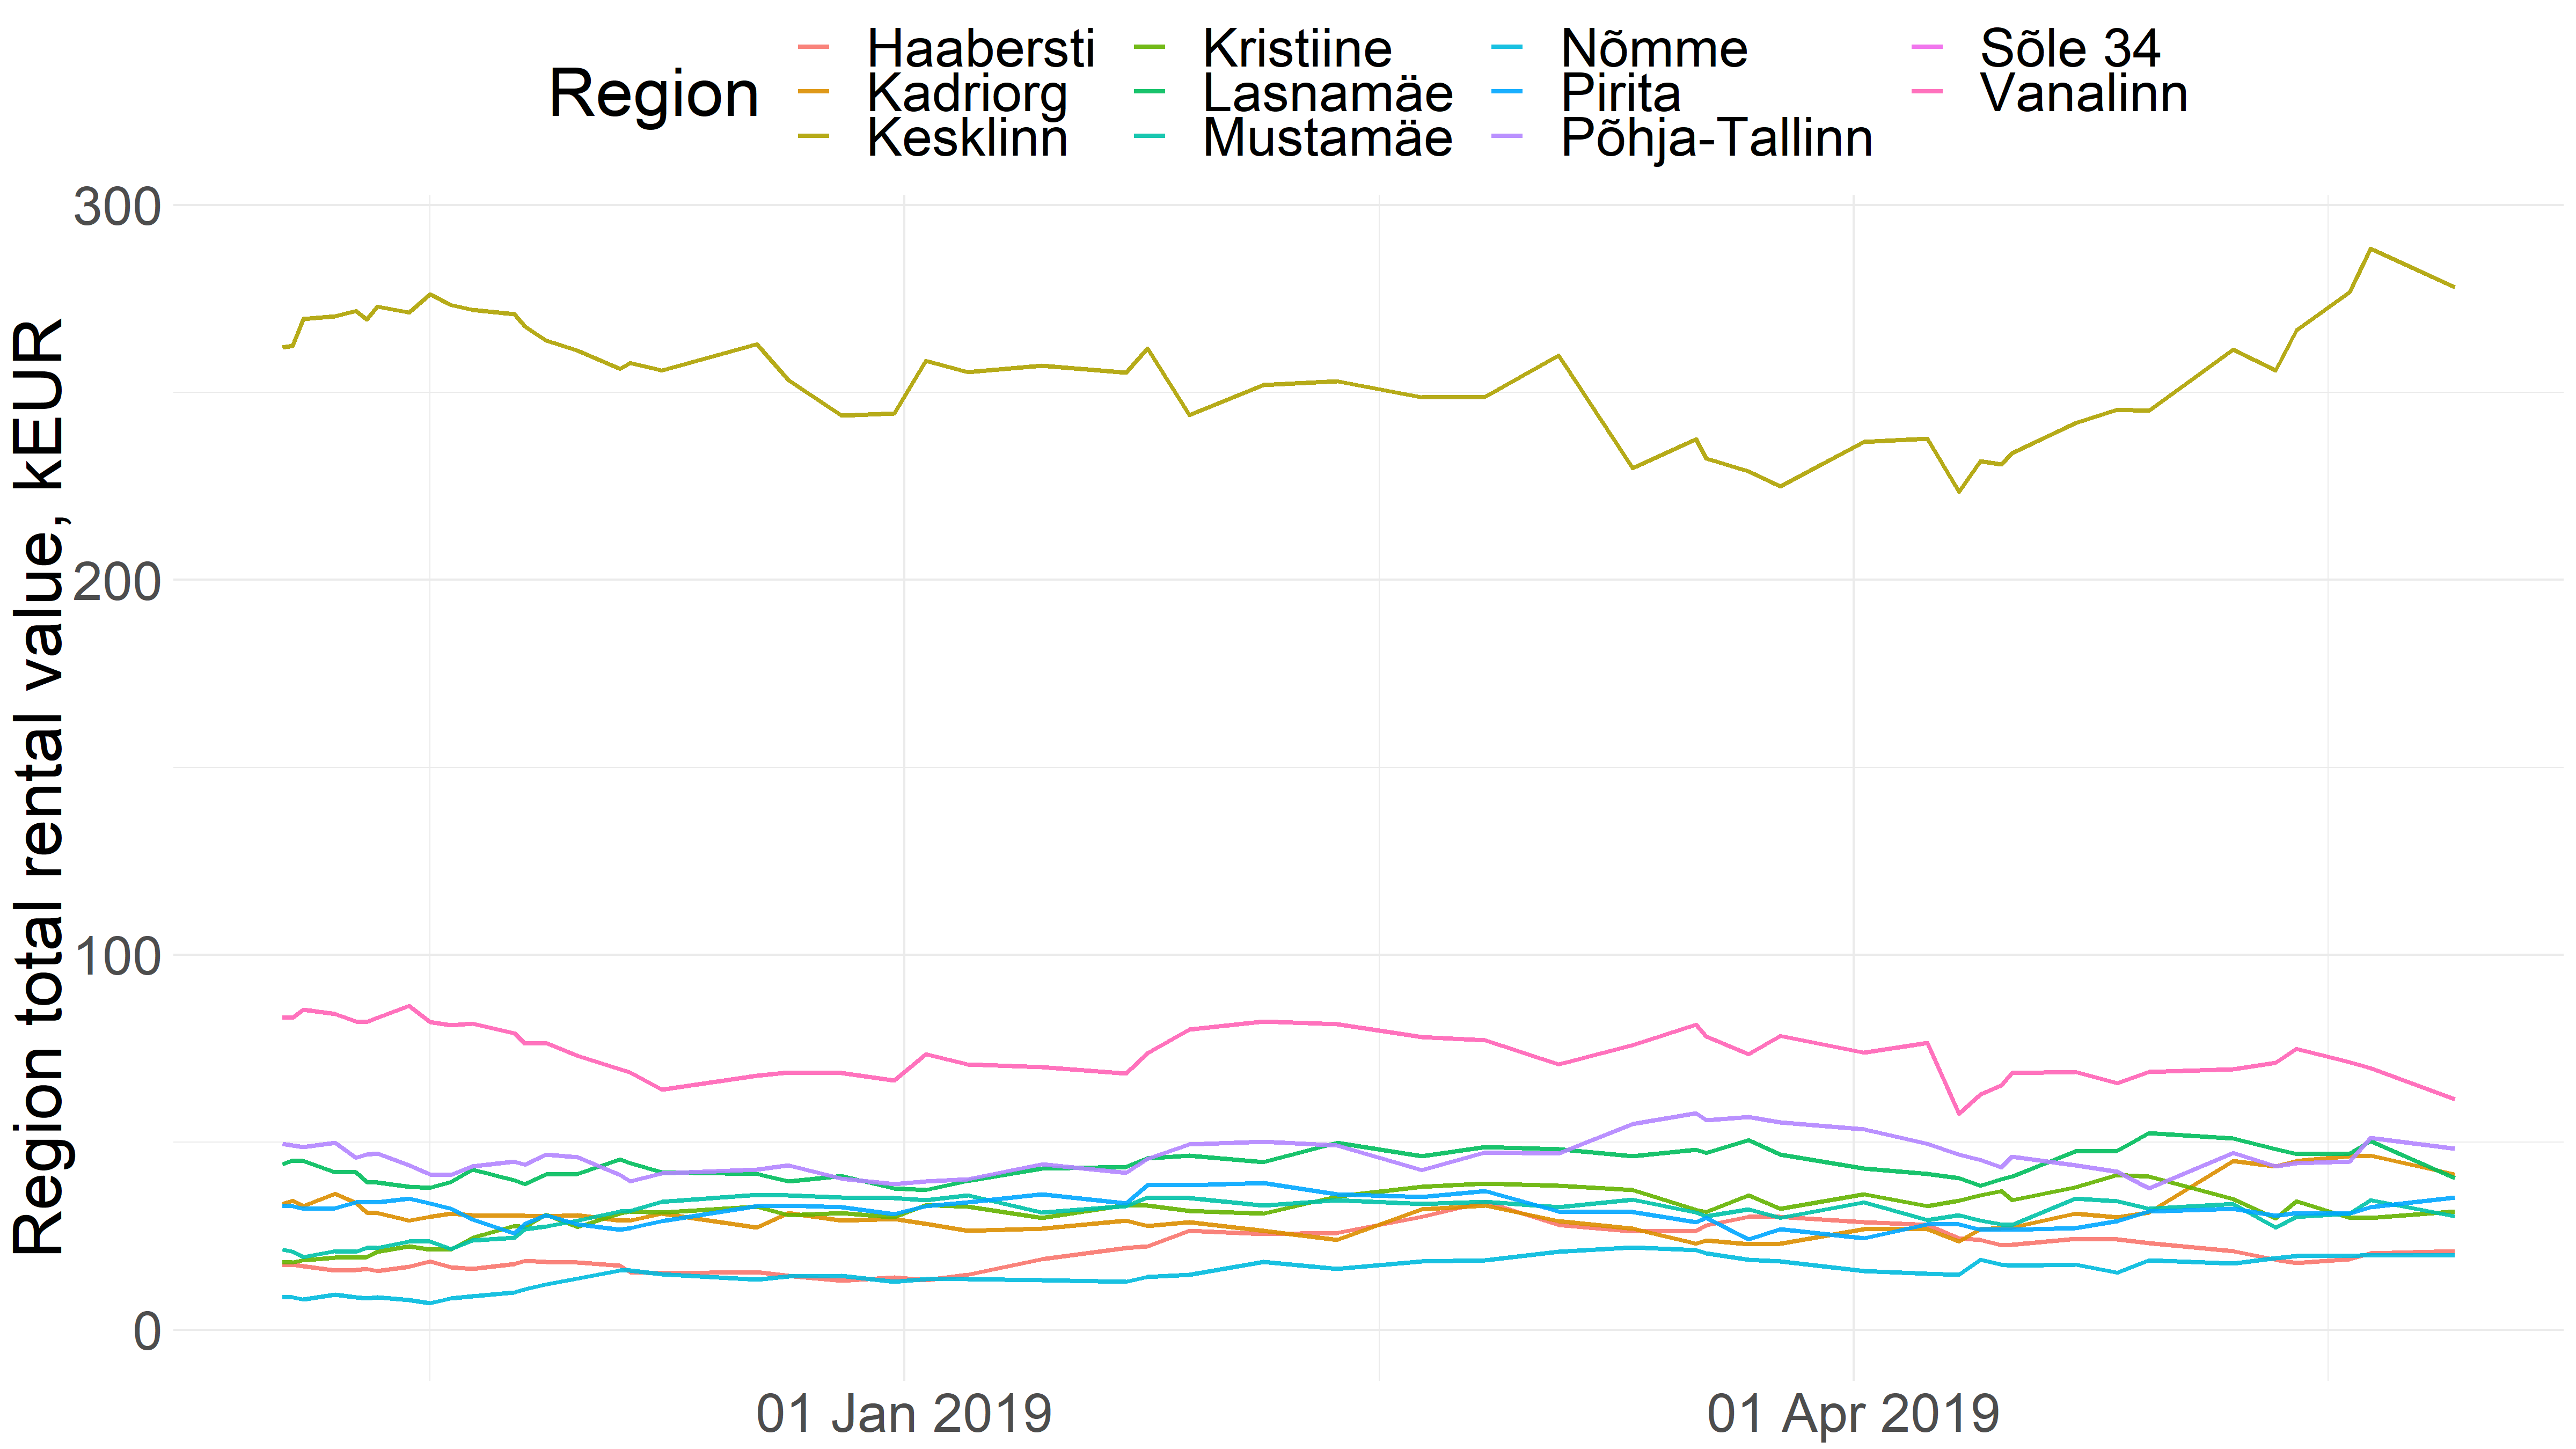 Region
Haabersti
Kadriorg
Kesklinn
Kristiine
Lasnamäe
Mustamäe
Nõmme
Pirita
Põhja-Tallinn
Sõle 34
Vanalinn
Region total rental value, kEUR
300
200
100
0
01 Jan 2019
01 Apr 2019